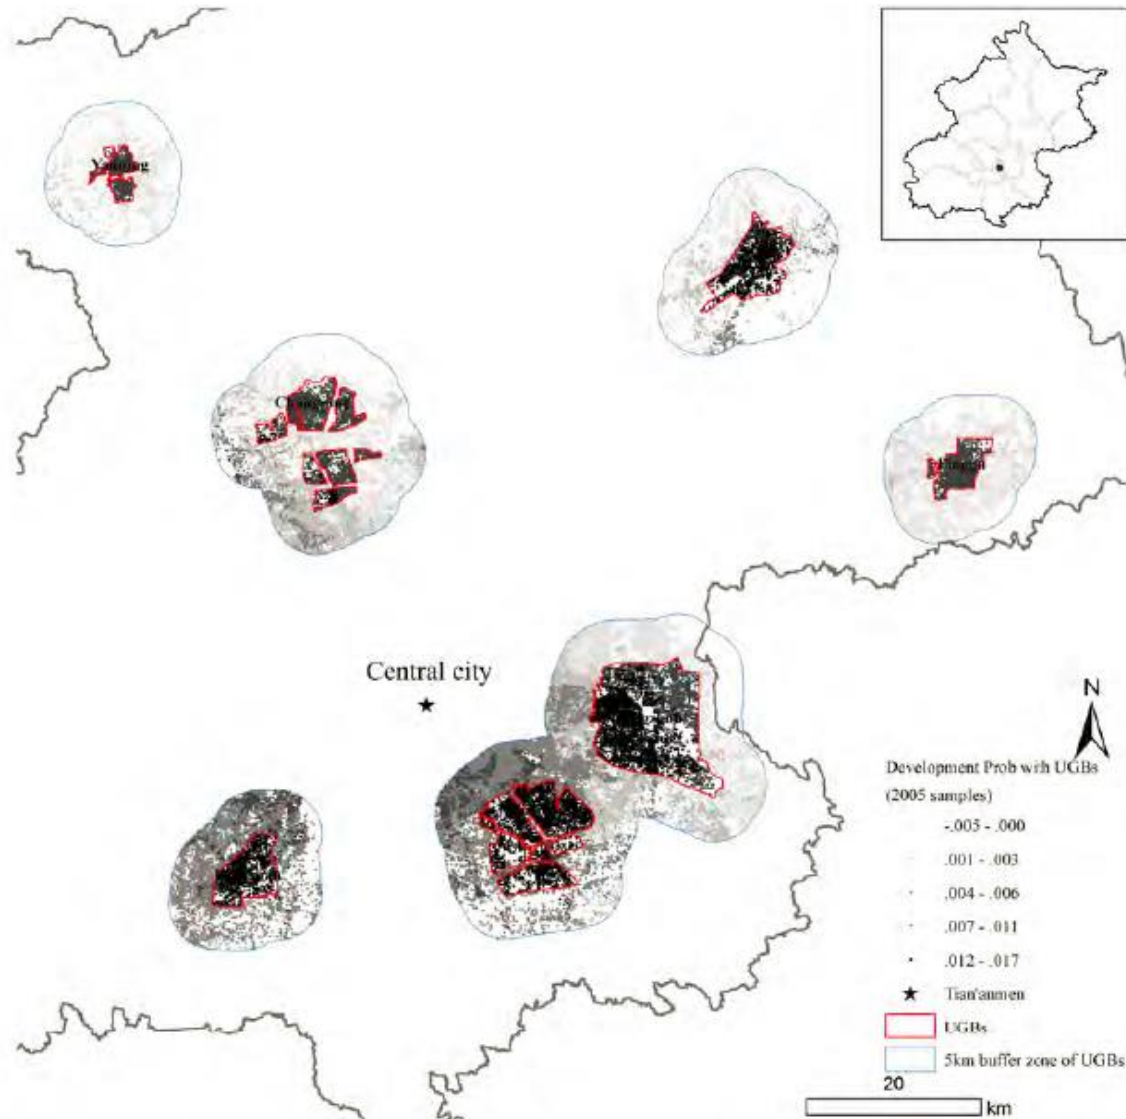 Central city
N
Development Prob with UGBs
(2005 samples)
-.005 - .000
.001 - .003
.004 - .006
.007 - .011
.012 - .017
Tian'anmen
UGBs
5km buffer zone of UGBs
20
km